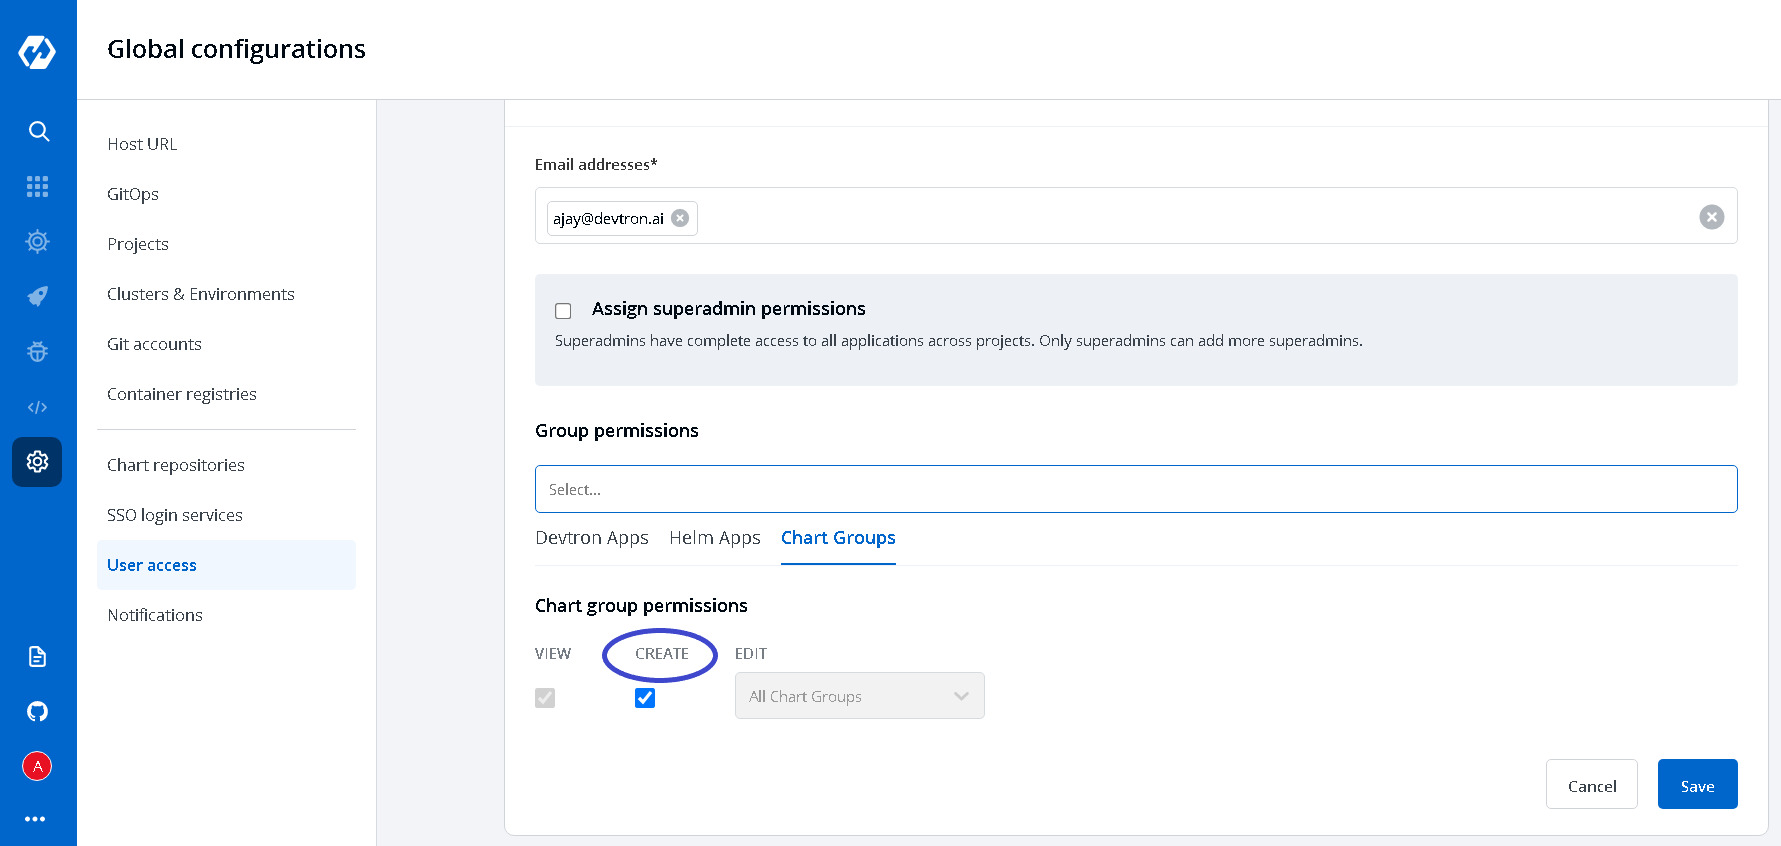 Global configurations
Host URL
GitOps
Projects
Clusters & Environments
Git accounts
Container registries
Chart repositories
SSO login services
User access
Notifications
A
Email addresses*
ajay@devtron.ai
Assign superadmin permissions
Superadmins have complete access to all applications across projects. Only superadmins can add more superadmins.
Group permissions
Select...
Devtron Apps Helm Apps Chart Groups
Chart group permissions
VIEW CREATE EDIT
All Chart Groups
Cancel Save